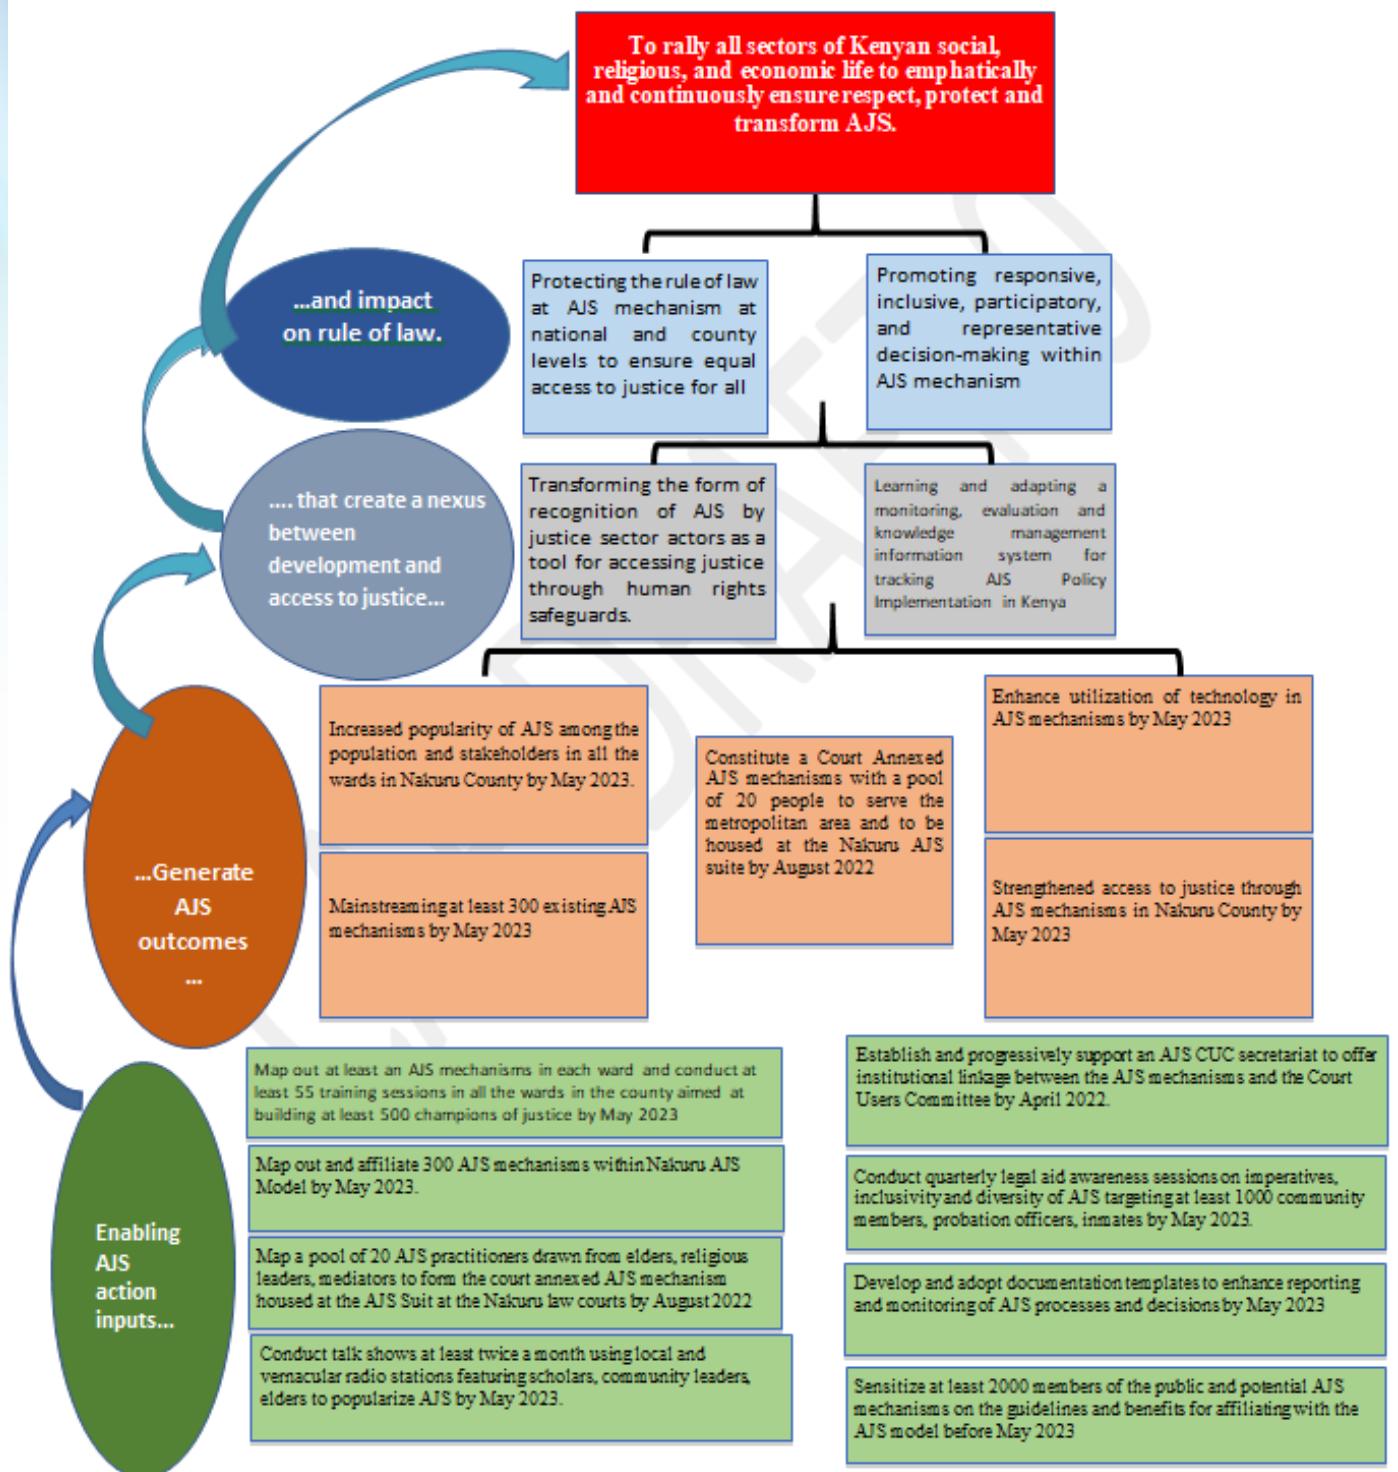 To rally all sectors of Kenyan social,
religious, and economic life to emphatically
and continuously ensure respect, protect and
transform AJS.
...and impact
on rule of law.
Protecting the rule of law
at AJS mechanism at
national and county
levels to ensure equal
access to justice for all
Promoting responsive,
inclusive, participatory,
and representative
decision-making within
AJS mechanism
.... that create a nexus
between
development and
access to justice...
Transforming the form of
recognition of AJS by
justice sector actors as a
tool for accessing justice
through human rights
safeguards.
Learning and adapting a
monitoring, evaluation and
knowledge management
information system for
tracking AJS Policy
Implementation in Kenya
...Generate
AJS
outcomes
...
Increased popularity of AJS among the
population and stakeholders in all the
wards in Nakuru County by May 2023.
Mainstreaming at least 300 existing AJS
mechanisms by May 2023
Constitute a Court Annexed
AJS mechanisms with a pool
of 20 people to serve the
metropolitan area and to be
housed at the Nakuru AJS
suite by August 2022
Enhance utilization of technology in
AJS mechanisms by May 2023
Strengthened access to justice through
AJS mechanisms in Nakuru County by
May 2023
Enabling
AJS
action
inputs...
Map out at least an AJS mechanisms in each ward and conduct at
least 55 training sessions in all the wards in the county aimed at
building at least 500 champions of justice by May 2023
Map out and affiliate 300 AJS mechanisms within Nakuru AJS
Model by May 2023.
Map a pool of 20 AJS practitioners drawn from elders, religious
leaders, mediators to form the court annexed AJS mechanism
housed at the AJS Suit at the Nakuru law courts by August 2022
Conduct talk shows at least twice a month using local and
vernacular radio stations featuring scholars, community leaders,
elders to popularize AJS by May 2023.
Establish and progressively support an AJS CUC secretariat to offer
institutional linkage between the AJS mechanisms and the Court
Users Committee by April 2022.
Conduct quarterly legal aid awareness sessions on imperatives,
inclusivity and diversity of AJS targeting at least 1000 community
members, probation officers, inmates by May 2023.
Develop and adopt documentation templates to enhance reporting
and monitoring of AJS processes and decisions by May 2023
Sensitize at least 2000 members of the public and potential AJS
mechanisms on the guidelines and benefits for affiliating with the
AJS model before May 2023